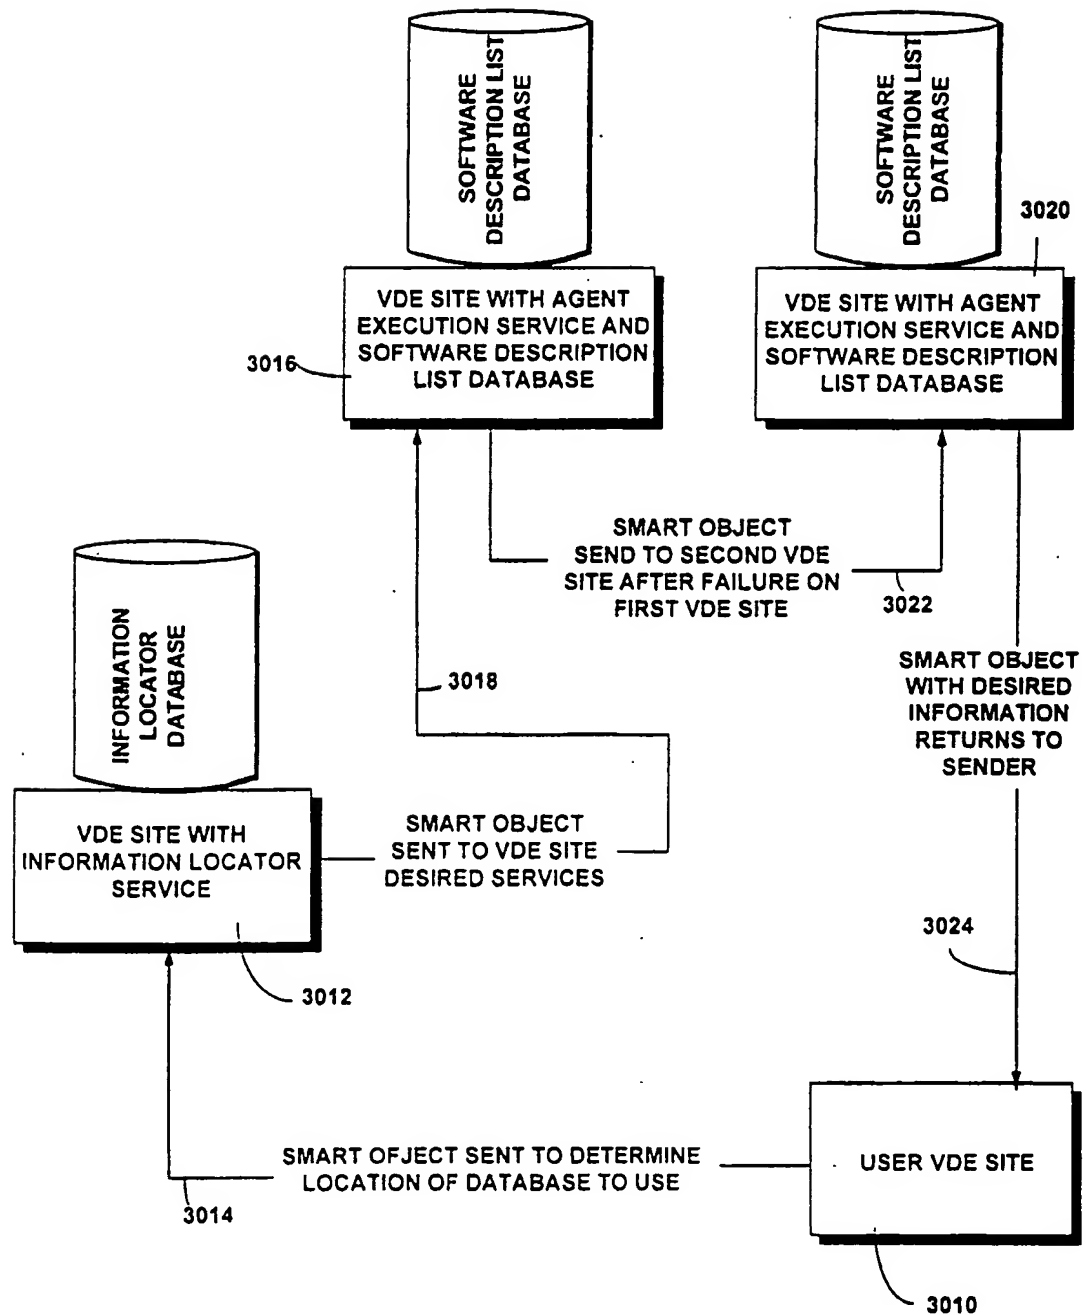 SOFTWARE
DESCRIPTION LIST
DATABASE
SOFTWARE
DESCRIPTION LIST
DATABASE
3020
VDE SITE WITH AGENT
EXECUTION SERVICE AND
SOFTWARE DESCRIPTION
LIST DATABASE
3016
VDE SITE WITH AGENT
EXECUTION SERVICE AND
SOFTWARE DESCRIPTION
LIST DATABASE
SMART OBJECT
SEND TO SECOND VDE
SITE AFTER FAILURE ON
FIRST VDE SITE
3022
INFORMATION
LOCATOR
DATABASE
3018
SMART OBJECT
WITH DESIRED
INFORMATION
RETURNS TO
SENDER
VDE SITE WITH
INFORMATION LOCATOR
SERVICE
SMART OBJECT
SENT TO VDE SITE
DESIRED SERVICES
3012
3024
SMART OFJECT SENT TO DETERMINE
LOCATION OF DATABASE TO USE
3014
USER VDE SITE
3010